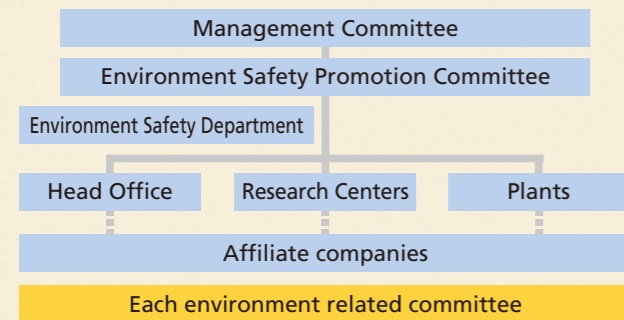 Management Committee
Environment Safety Promotion Committee
Environment Safety Department
Head Office
Research Centers
Plants
Affiliate companies
Each environment related committee